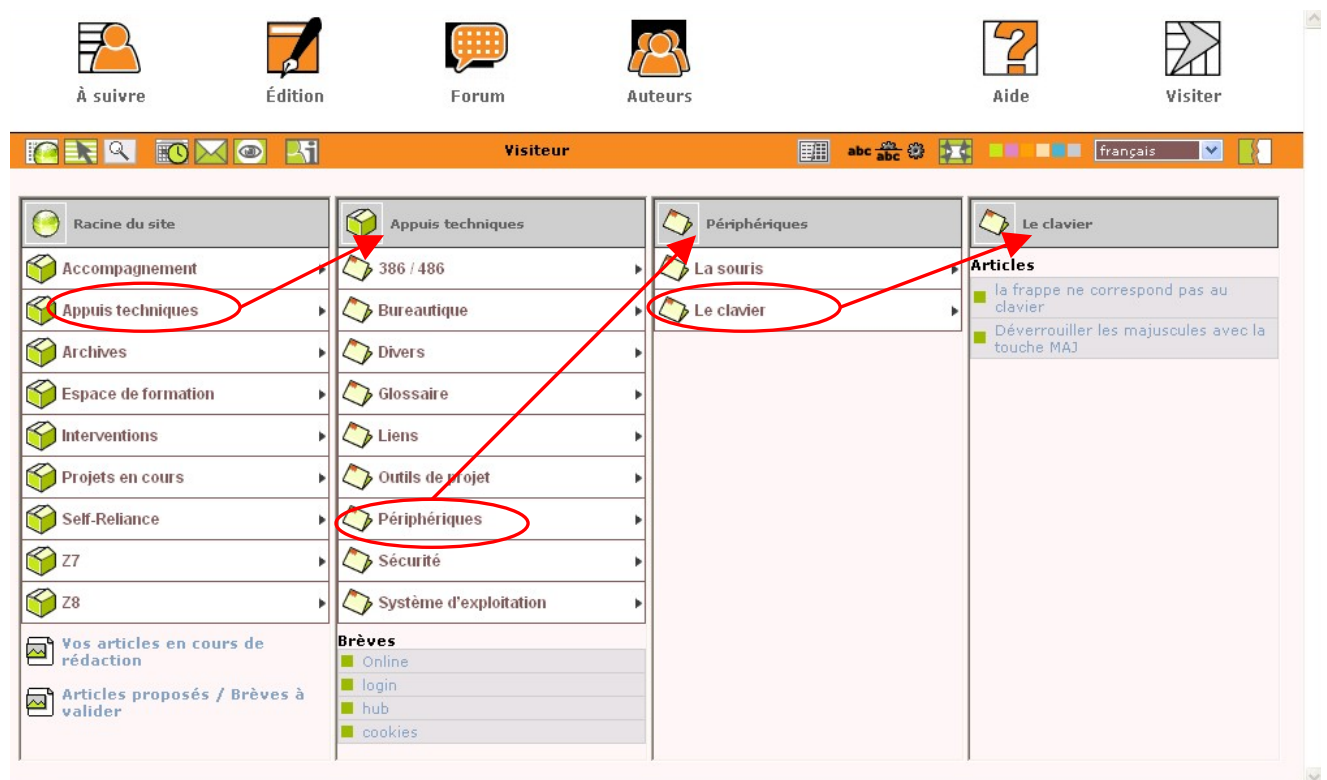 À suivre
Édition
Forum
Auteurs
Aide
Visiter
Visiteur
abc
abc
abc
français
Racine du site
Accompagnement
Appuis techniques
Archives
Espace de formation
Interventions
Projets en cours
Self-Reliance
Z7
Z8
Vos articles en cours de
rédaction
Articles proposés / Brèves à
valider
Appuis techniques
386 / 486
Bureautique
Divers
Glossaire
Liens
Outils de projet
Périphériques
Sécurité
Système d'exploitation
Brèves
Online
login
hub
cookies
Périphériques
La souris
Le clavier
Le clavier
Articles
la frappe ne correspond pas au
clavier
Déverrouiller les majuscules avec la
touche MAJ